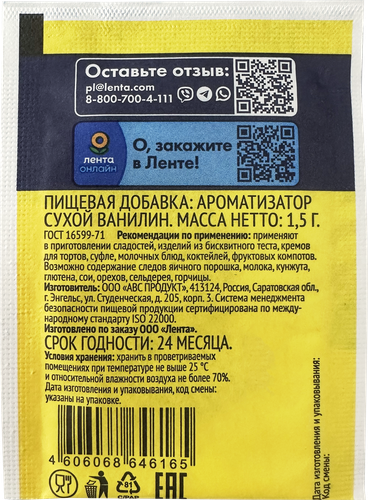 Оставьте отзыв:
pl@lenta.com
8-800-700-4-111
лента
онлайн
О, закажите
в Ленте!
ПИЩЕВАЯ ДОБАВКА: АРОМАТИЗАТОР
СУХОЙ ВАНИЛИН. МАССА НЕТТО: 1,5 Г.
ГОСТ 16599-71 Рекомендации по применению: применяют
в приготовлении сладостей, изделий из бисквитного теста, кремов
для тортов, суфле, молочных блюд, коктейлей, фруктовых компотов.
Возможно содержание следов яичного порошка, молока, кунжута,
глютена, сои, орехов, сельдерея, горчицы.
Изготовитель: ООО «АВС ПРОДУКТ», 413124, Россия, Саратовская обл.,
г. Энгельс, ул. Студенческая, д. 205, корп. 3. Система менеджмента
безопасности пищевой продукции сертифицирована по между-
народному стандарту ISO 22000.
Изготовлено по заказу ООО «Лента».
СРОК ГОДНОСТИ: 24 МЕСЯЦА.
Условия хранения: хранить в проветриваемых
помещениях при температуре не выше 25 °С
и относительной влажности воздуха не более 70%.
Дата изготовления и упаковывания, код смены:
указаны на упаковке.
Дата изготовления и упаковывания:
Код смены:
4 606068 646165
81
C/PAP
EAC